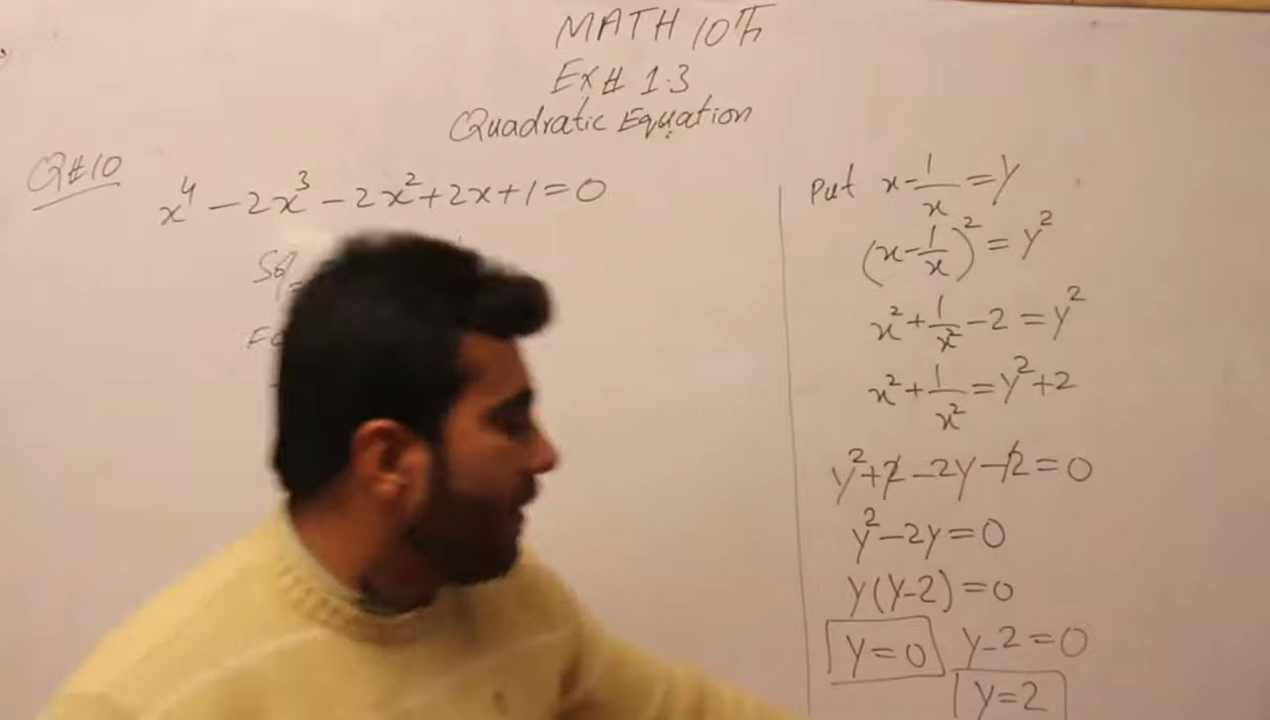 MATH 10Th
EX# 1.3
Quadratic Equation
Q#10
x⁴ - 2x³ - 2x² + 2x + 1 = 0
Put x - 1/x = y
(x - 1/x)² = y²
x² + 1/x² - 2 = y²
x² + 1/x² = y² + 2
y² + 2 - 2y - 2 = 0
y² - 2y = 0
y(y-2) = 0
y = 0 y - 2 = 0
y = 2